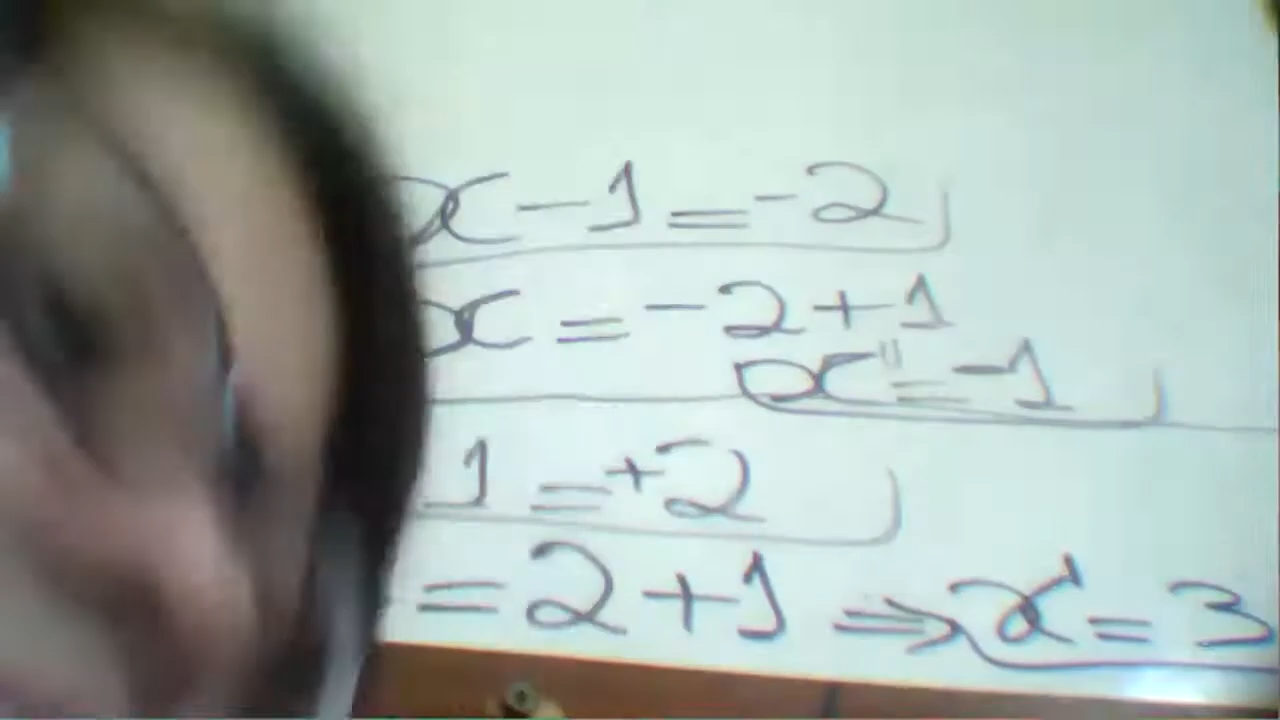 x - 1 = -2
x = -2 + 1
x" = -1
1 = +2
= 2 + 1 ⇒ x' = 3